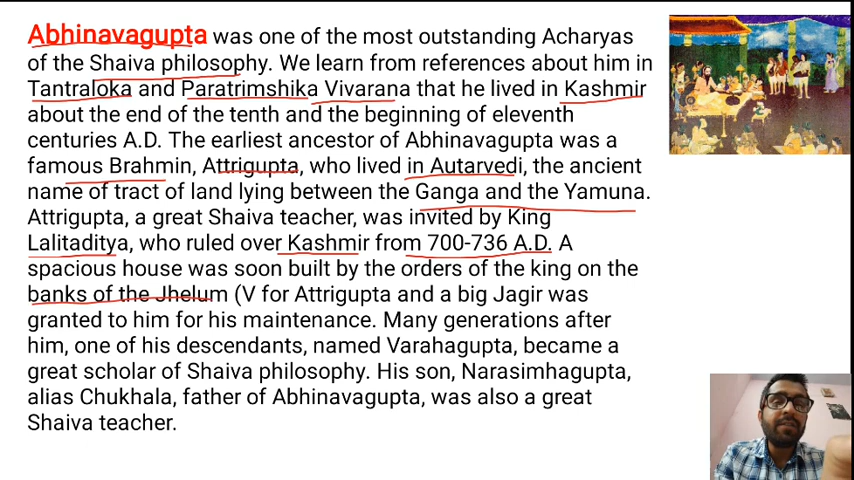 Abhinavagupta was one of the most outstanding Acharyas
of the Shaiva philosophy. We learn from references about him in
Tantraloka and Paratrimshika Vivarana that he lived in Kashmir
about the end of the tenth and the beginning of eleventh
centuries A.D. The earliest ancestor of Abhinavagupta was a
famous Brahmin, Attrigupta, who lived in Autarvedi, the ancient
name of tract of land lying between the Ganga and the Yamuna.
Attrigupta, a great Shaiva teacher, was invited by King
Lalitaditya, who ruled over Kashmir from 700-736 A.D. A
spacious house was soon built by the orders of the king on the
banks of the Jhelum (V for Attrigupta and a big Jagir was
granted to him for his maintenance. Many generations after
him, one of his descendants, named Varahagupta, became a
great scholar of Shaiva philosophy. His son, Narasimhagupta,
alias Chukhala, father of Abhinavagupta, was also a great
Shaiva teacher.